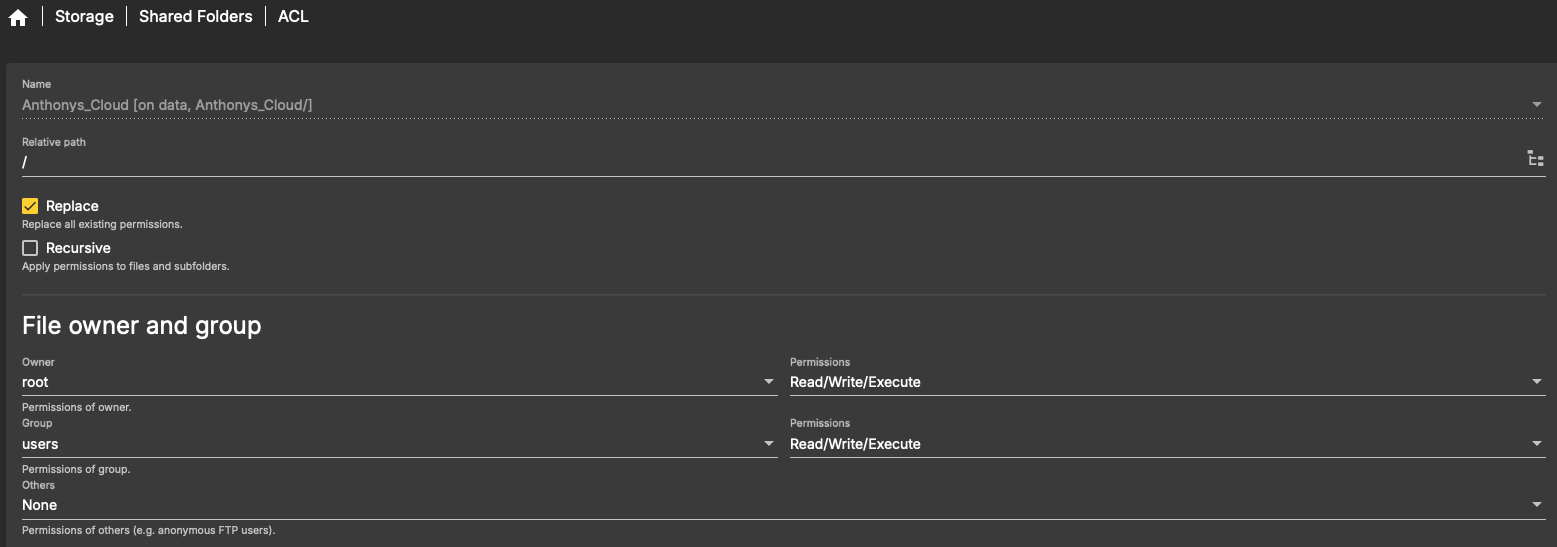 Storage | Shared Folders | ACL
Name
Anthonys_Cloud [on data, Anthonys_Cloud/]
Relative path
/
Replace
Replace all existing permissions.
Recursive
Apply permissions to files and subfolders.
File owner and group
Owner Permissions
root Read/Write/Execute
Permissions of owner.
Group Permissions
users Read/Write/Execute
Permissions of group.
Others
None
Permissions of others (e.g. anonymous FTP users).